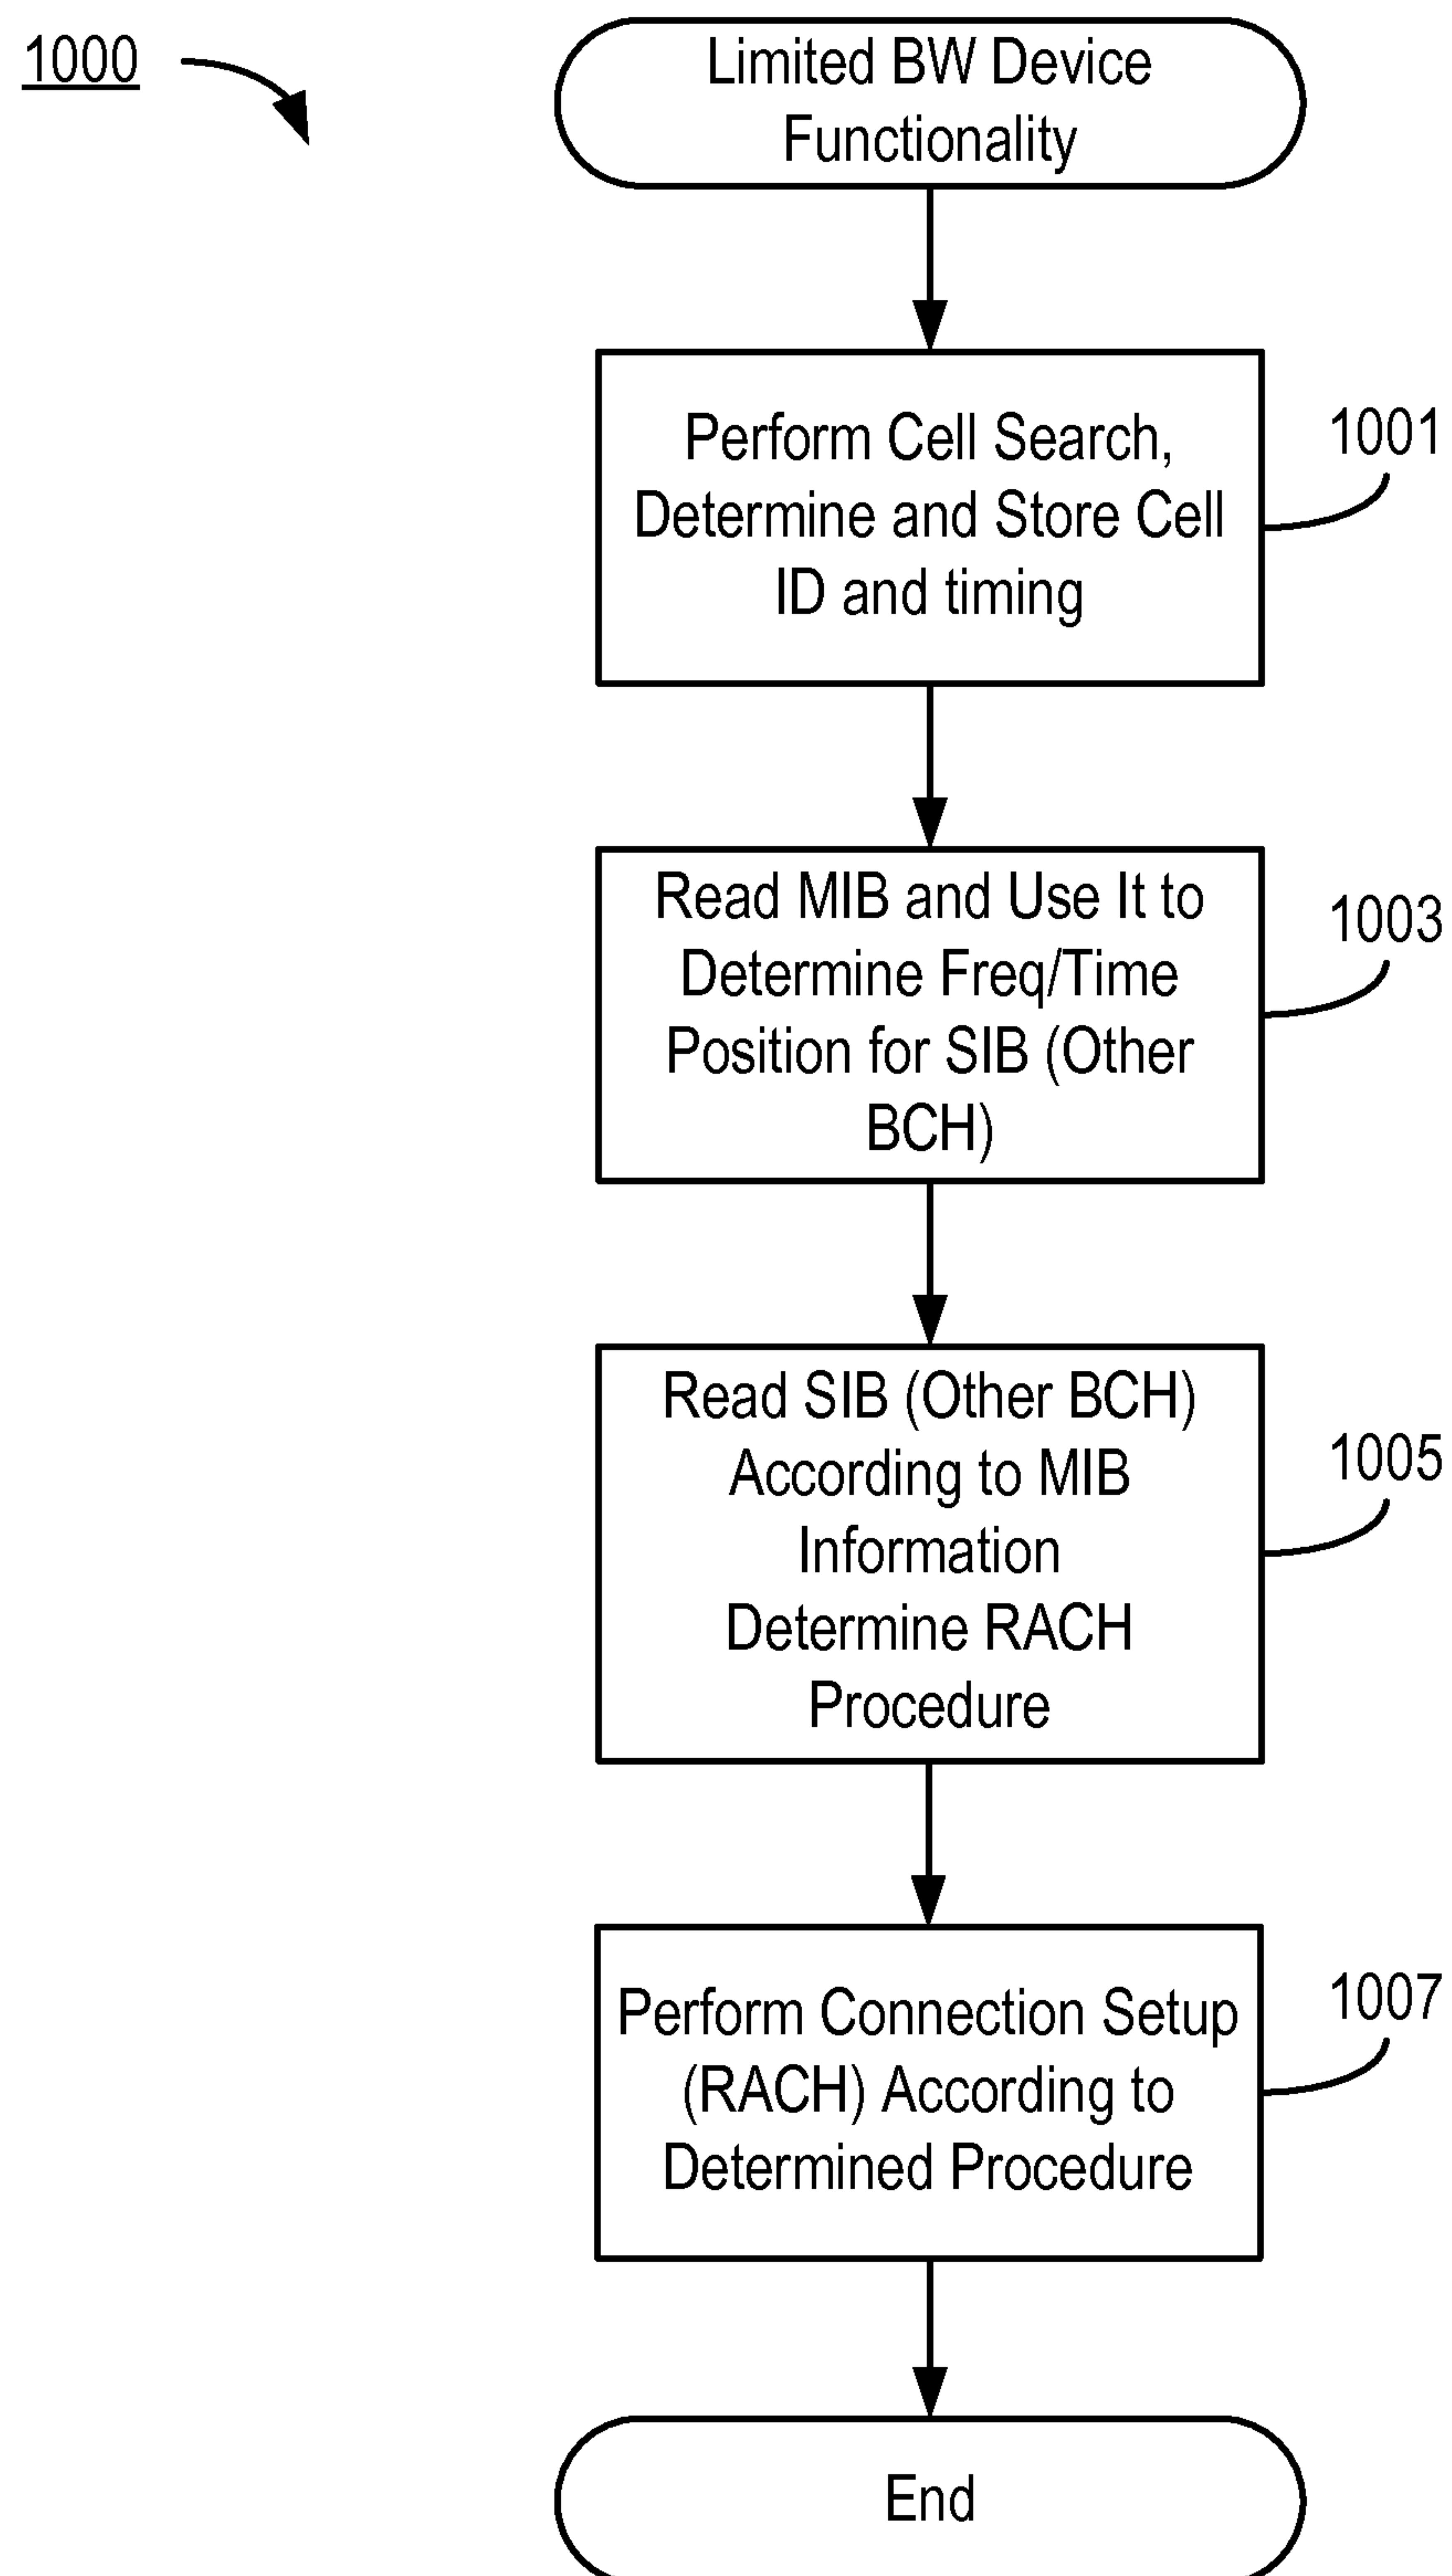 1000
Limited BW Device
Functionality
Perform Cell Search,
Determine and Store Cell
ID and timing
1001
Read MIB and Use It to
Determine Freq/Time
Position for SIB (Other
BCH)
1003
Read SIB (Other BCH)
According to MIB
Information
Determine RACH
Procedure
1005
Perform Connection Setup
(RACH) According to
Determined Procedure
1007
End